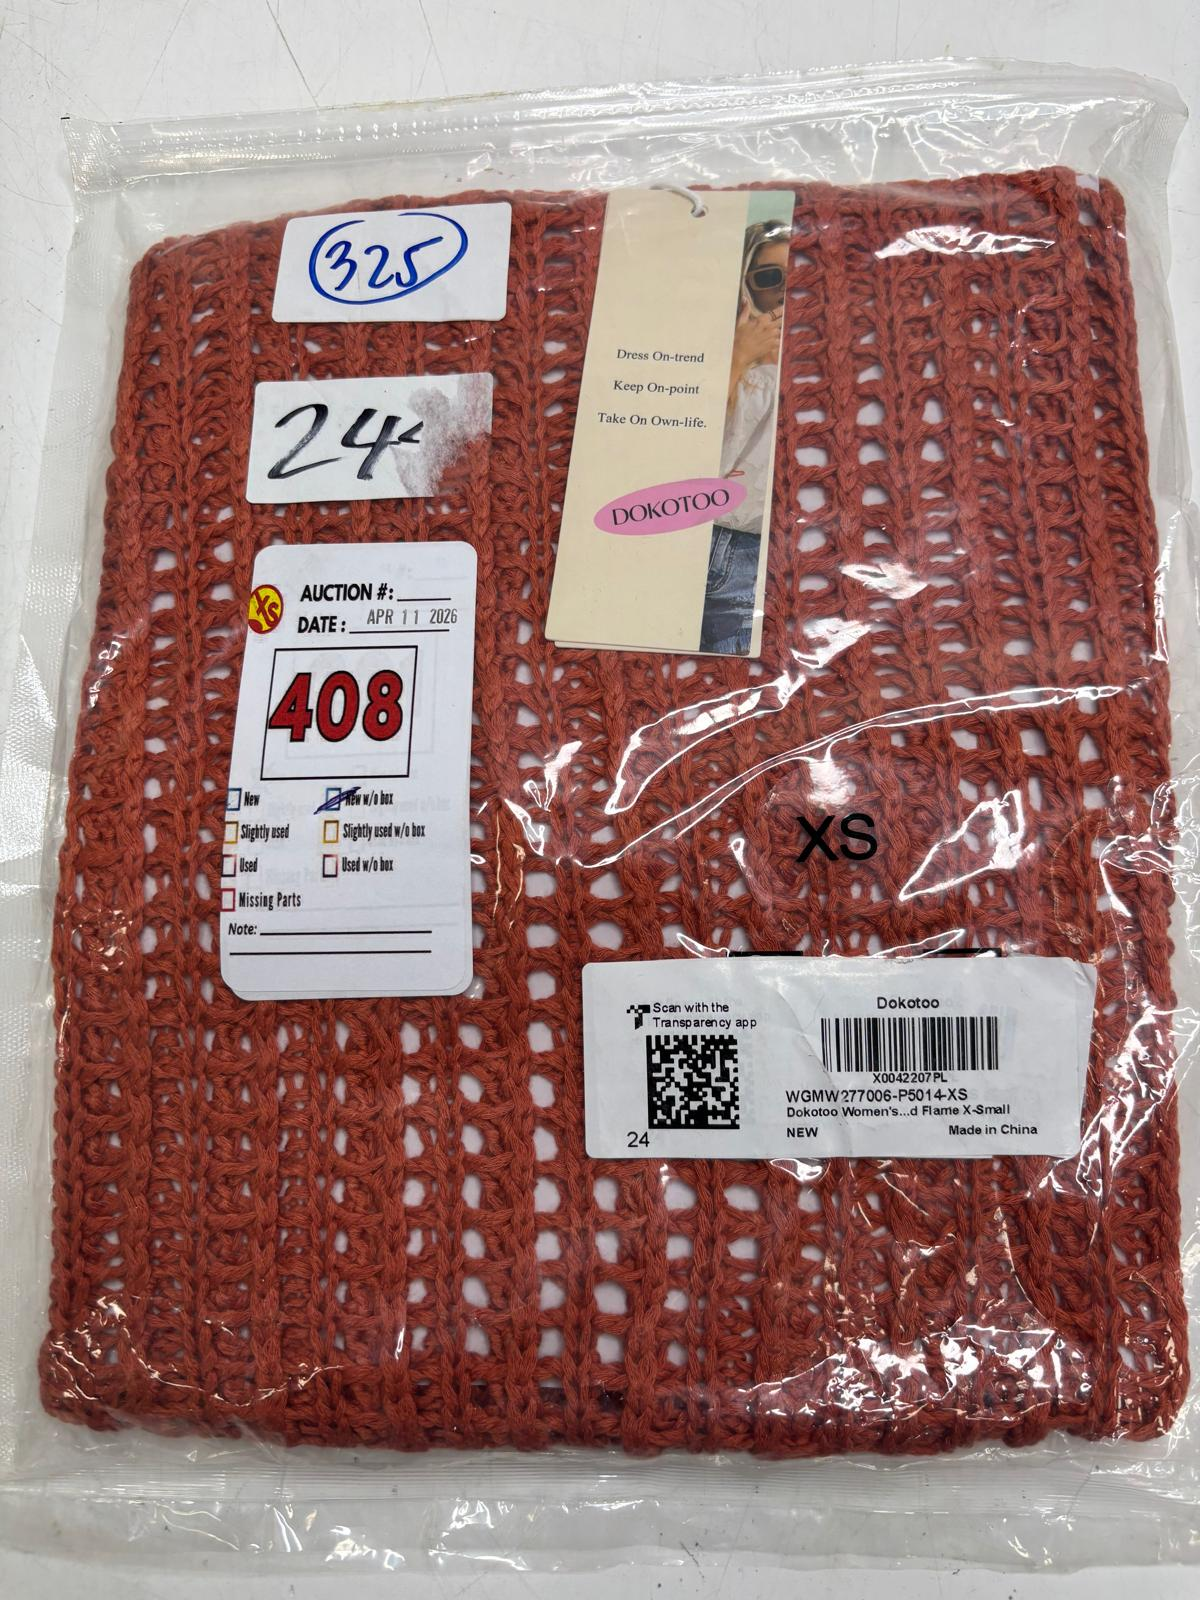 325
24<
Dress On-trend
Keep On-point
Take On Own-life.
DOKOTOO
XS
AUCTION #:
DATE: APR 11 2026
408
New
New w/o box
Slightly used
Slightly used w/o box
Used
Used w/o box
Missing Parts
Note:
XS
Scan with the
Transparency app
24
Dokotoo
X0042207PL
WGMW277006-P5014-XS
Dokotoo Women's...d Flame X-Small
NEW
Made in China